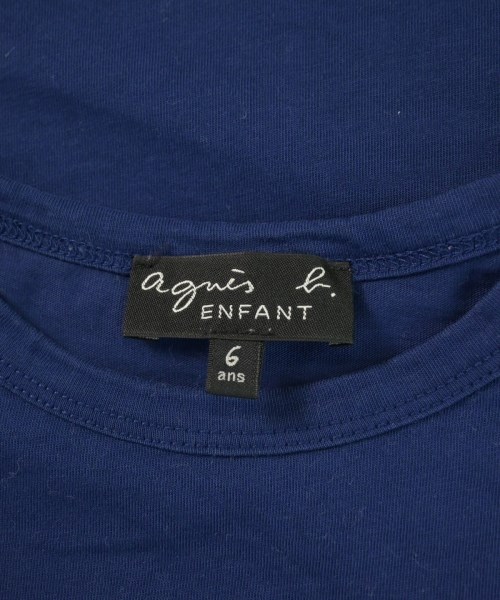 agnès b.
ENFANT
6
ans